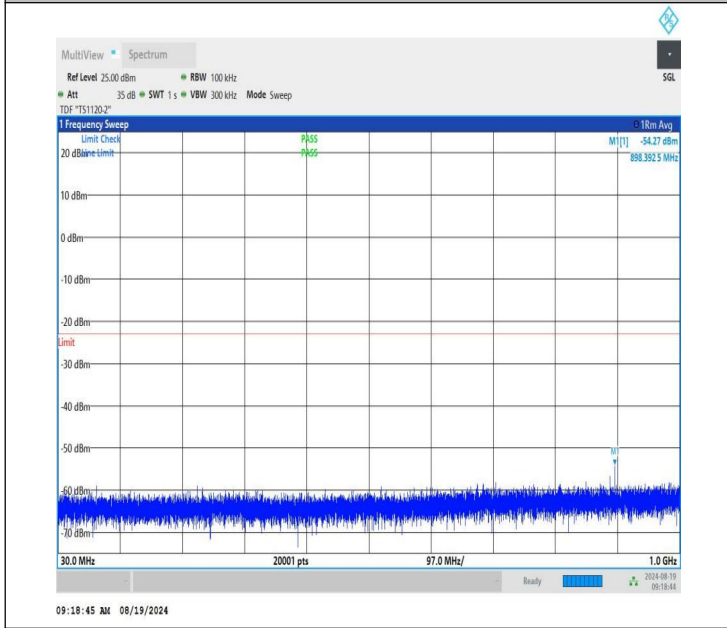 MultiView Spectrum
Ref Level 25.00 dBm RBW 100 kHz SGL
Att 35 dB SWT 1 s VBW 300 kHz Mode Sweep
TDF "TS1120-2"
1 Frequency Sweep 1Rm Avg
Limit Check PASS M1[1] -54.27 dBm
20 dBm Line Limit PASS 898.392 5 MHz
10 dBm
0 dBm
-10 dBm
-20 dBm
Limit
-30 dBm
-40 dBm
-50 dBm
M1
-60 dBm
-70 dBm
30.0 MHz 20001 pts 97.0 MHz/ 1.0 GHz
Ready 2024-08-19
09:18:44
09:18:45 AM 08/19/2024